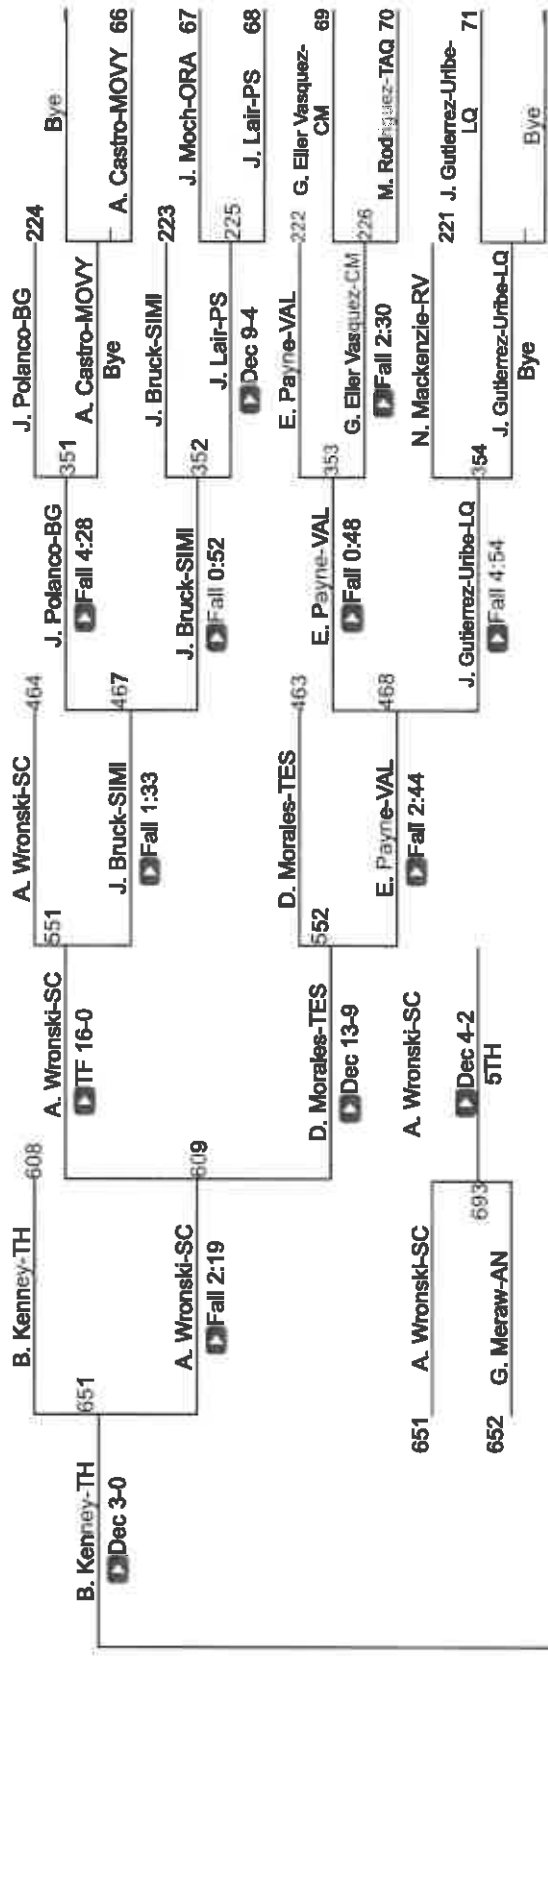 Bye
A. Castro-MOVY 66
J. Moch-ORA 67
J. Lair-PS 68
G. Eller Vasquez-
CM
69
M. Rodriguez-TAQ 70
J. Gutierrez-Uribe-
LQ
71
Bye
J. Polanco-BG
224
A. Castro-MOVY
Bye
J. Bruck-SIMI
223
J. Lair-PS
225
Dec 9-4
E. Payne-VAL
222
G. Eller Vasquez-CM
226
Fall 2:30
N. Mackenzie-RV
221
J. Gutierrez-Uribe-LQ
Bye
J. Polanco-BG
351
Fall 4:28
J. Bruck-SIMI
352
Fall 0:52
E. Payne-VAL
353
Fall 0:48
J. Gutierrez-Uribe-LQ
354
Fall 4:54
A. Wronski-SC
464
J. Bruck-SIMI
467
Fall 1:33
D. Morales-TES
463
E. Payne-VAL
468
Fall 2:44
A. Wronski-SC
551
TF 16-0
D. Morales-TES
552
Dec 13-9
B. Kenney-TH
608
A. Wronski-SC
609
Fall 2:19
B. Kenney-TH
651
Dec 3-0
651
A. Wronski-SC
652
G. Meraw-AN
693
A. Wronski-SC
Dec 4-2
5TH